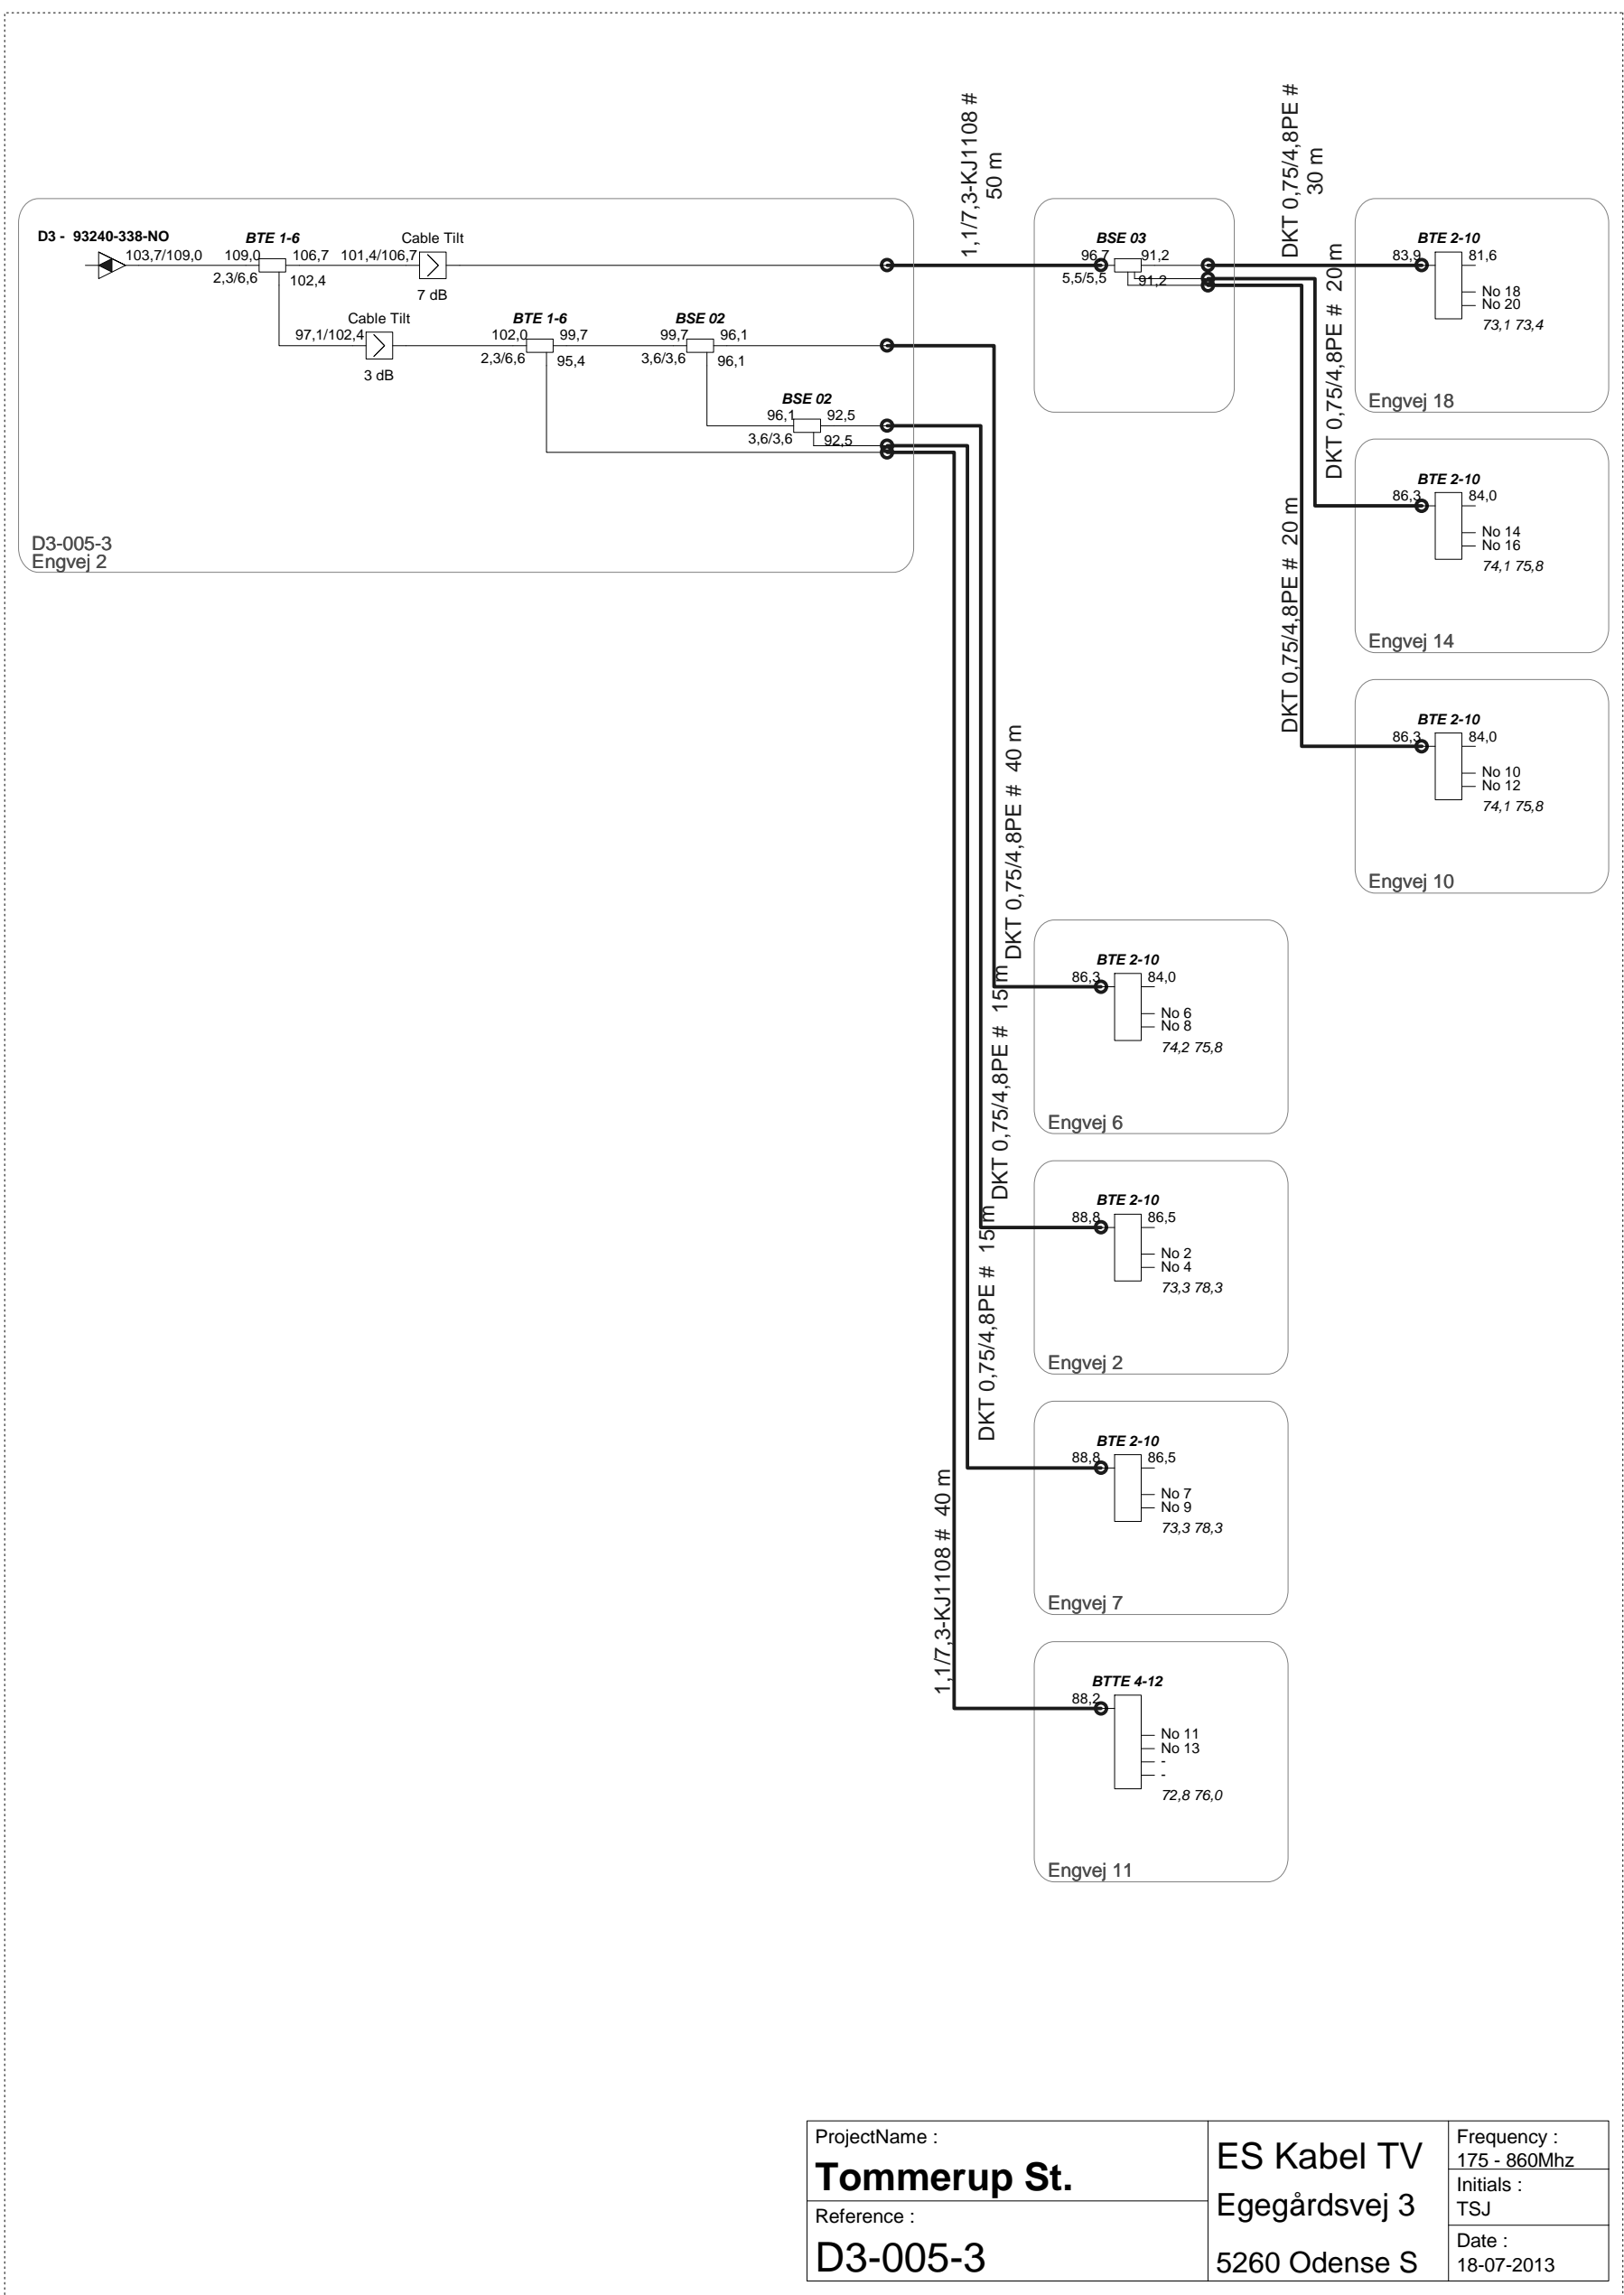 1,1/7,3-KJ1108 #
50 m
DKT 0,75/4,8PE #
30 m
D3 - 93240-338-NO
103,7/109,0
BTE 1-6
109,0
106,7
2,3/6,6
102,4
Cable Tilt
101,4/106,7
7 dB
Cable Tilt
97,1/102,4
3 dB
BTE 1-6
102,0
99,7
2,3/6,6
95,4
BSE 02
99,7
96,1
3,6/3,6
96,1
BSE 02
96,1
92,5
3,6/3,6
92,5
D3-005-3
Engvej 2
BSE 03
96,7
91,2
5,5/5,5
91,2
BTE 2-10
83,9
81,6
No 18
No 20
73,1 73,4
Engvej 18
DKT 0,75/4,8PE # 20 m
BTE 2-10
86,3
84,0
No 14
No 16
74,1 75,8
Engvej 14
DKT 0,75/4,8PE # 20 m
BTE 2-10
86,3
84,0
No 10
No 12
74,1 75,8
Engvej 10
DKT 0,75/4,8PE # 40 m
BTE 2-10
86,3
84,0
No 6
No 8
74,2 75,8
Engvej 6
DKT 0,75/4,8PE # 15 m
BTE 2-10
88,8
86,5
No 2
No 4
73,3 78,3
Engvej 2
DKT 0,75/4,8PE # 15 m
BTE 2-10
88,8
86,5
No 7
No 9
73,3 78,3
Engvej 7
1,1/7,3-KJ1108 # 40 m
BTTE 4-12
88,2
No 11
No 13
-
-
72,8 76,0
Engvej 11
ProjectName :
Tommerup St.
Reference :
D3-005-3
ES Kabel TV
Egegårdsvej 3
5260 Odense S
Frequency :
175 - 860Mhz
Initials :
TSJ
Date :
18-07-2013